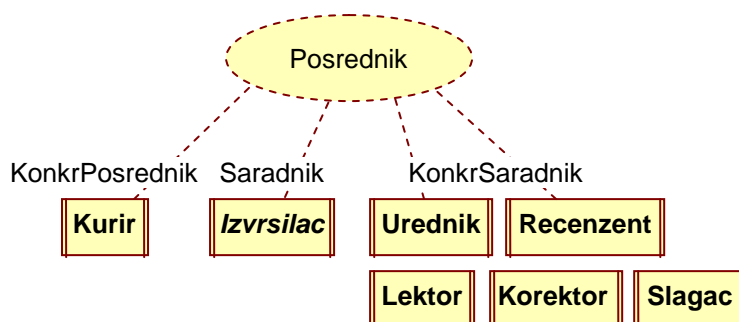 Posrednik
KonkrPosrednik Saradnik KonkrSaradnik
Kurir Izvrsilac Urednik Recenzent
Lektor Korektor Slagac